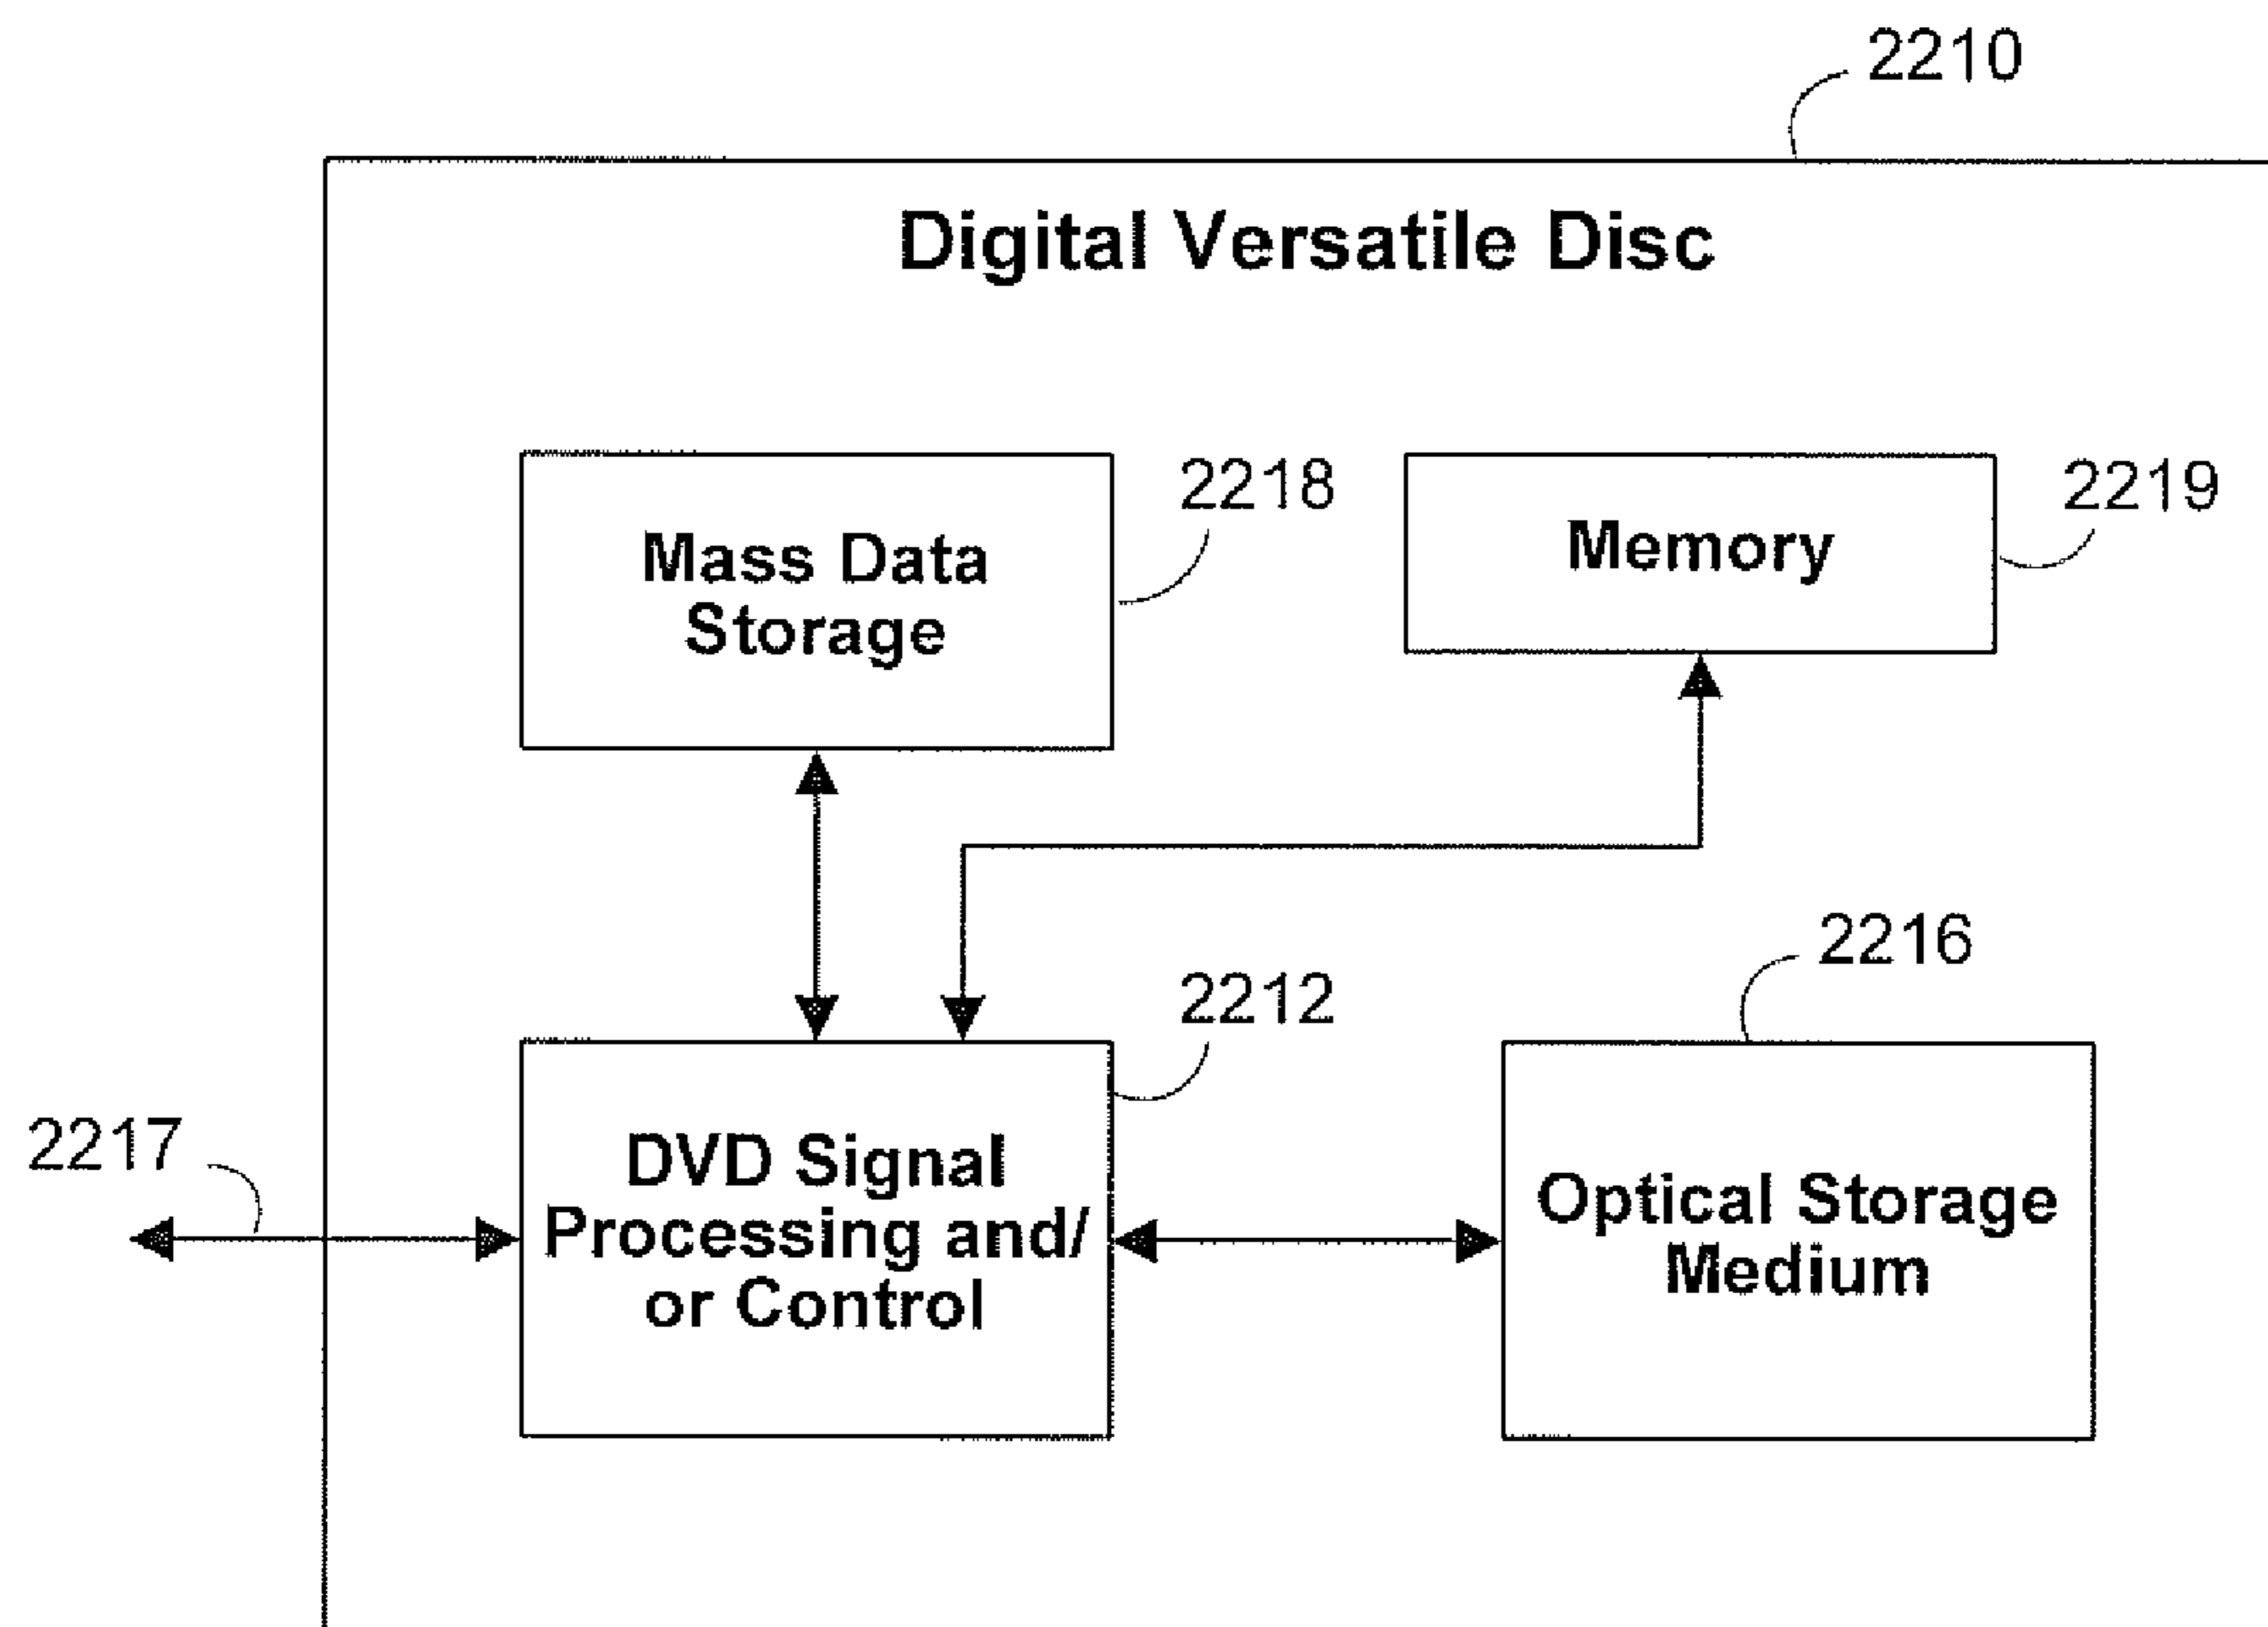 2210
Digital Versatile Disc
2218
2219
Mass Data
Storage
Memory
2216
2212
2217
DVD Signal
Processing and/
or Control
Optical Storage
Medium